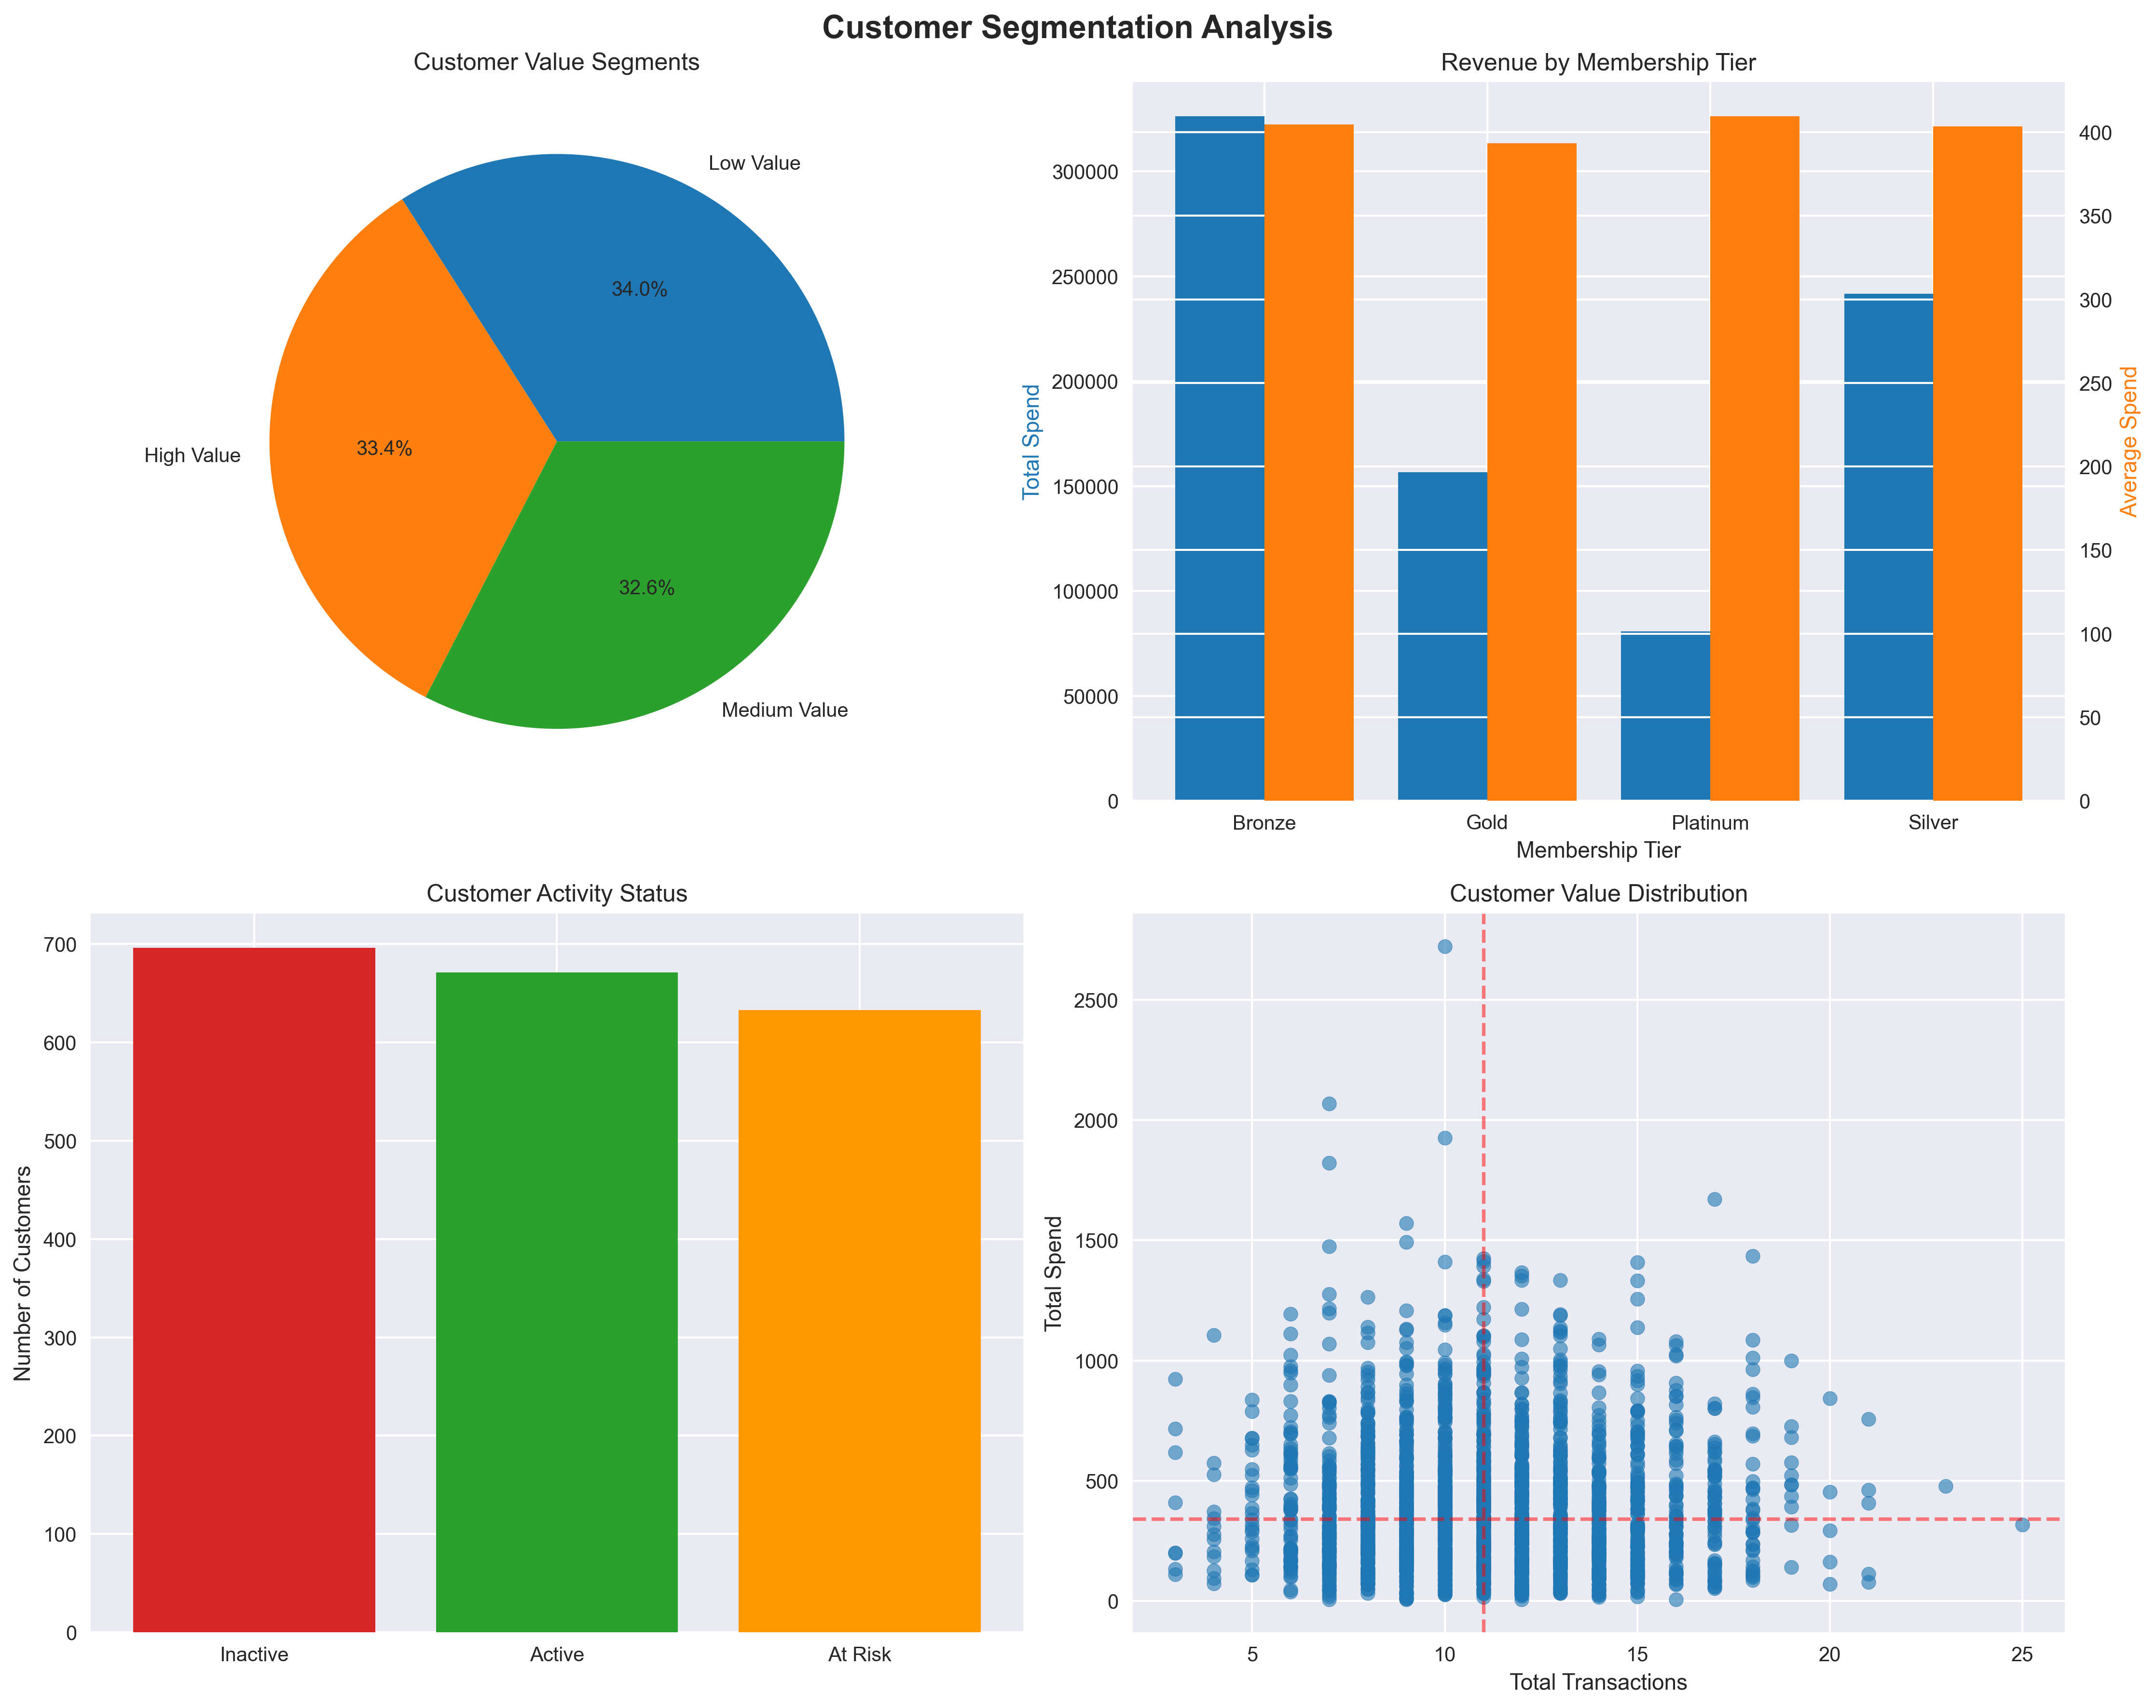 Customer Segmentation Analysis
Customer Value Segments
Low Value
34.0%
High Value
33.4%
32.6%
Medium Value
Revenue by Membership Tier
Total Spend
300000
250000
200000
150000
100000
50000
0
400
350
300
250
200
150
100
50
0
Average Spend
Bronze Gold Platinum Silver
Membership Tier
Customer Activity Status
Number of Customers
700
600
500
400
300
200
100
0
Inactive Active At Risk
Customer Value Distribution
Total Spend
2500
2000
1500
1000
500
0
5 10 15 20 25
Total Transactions